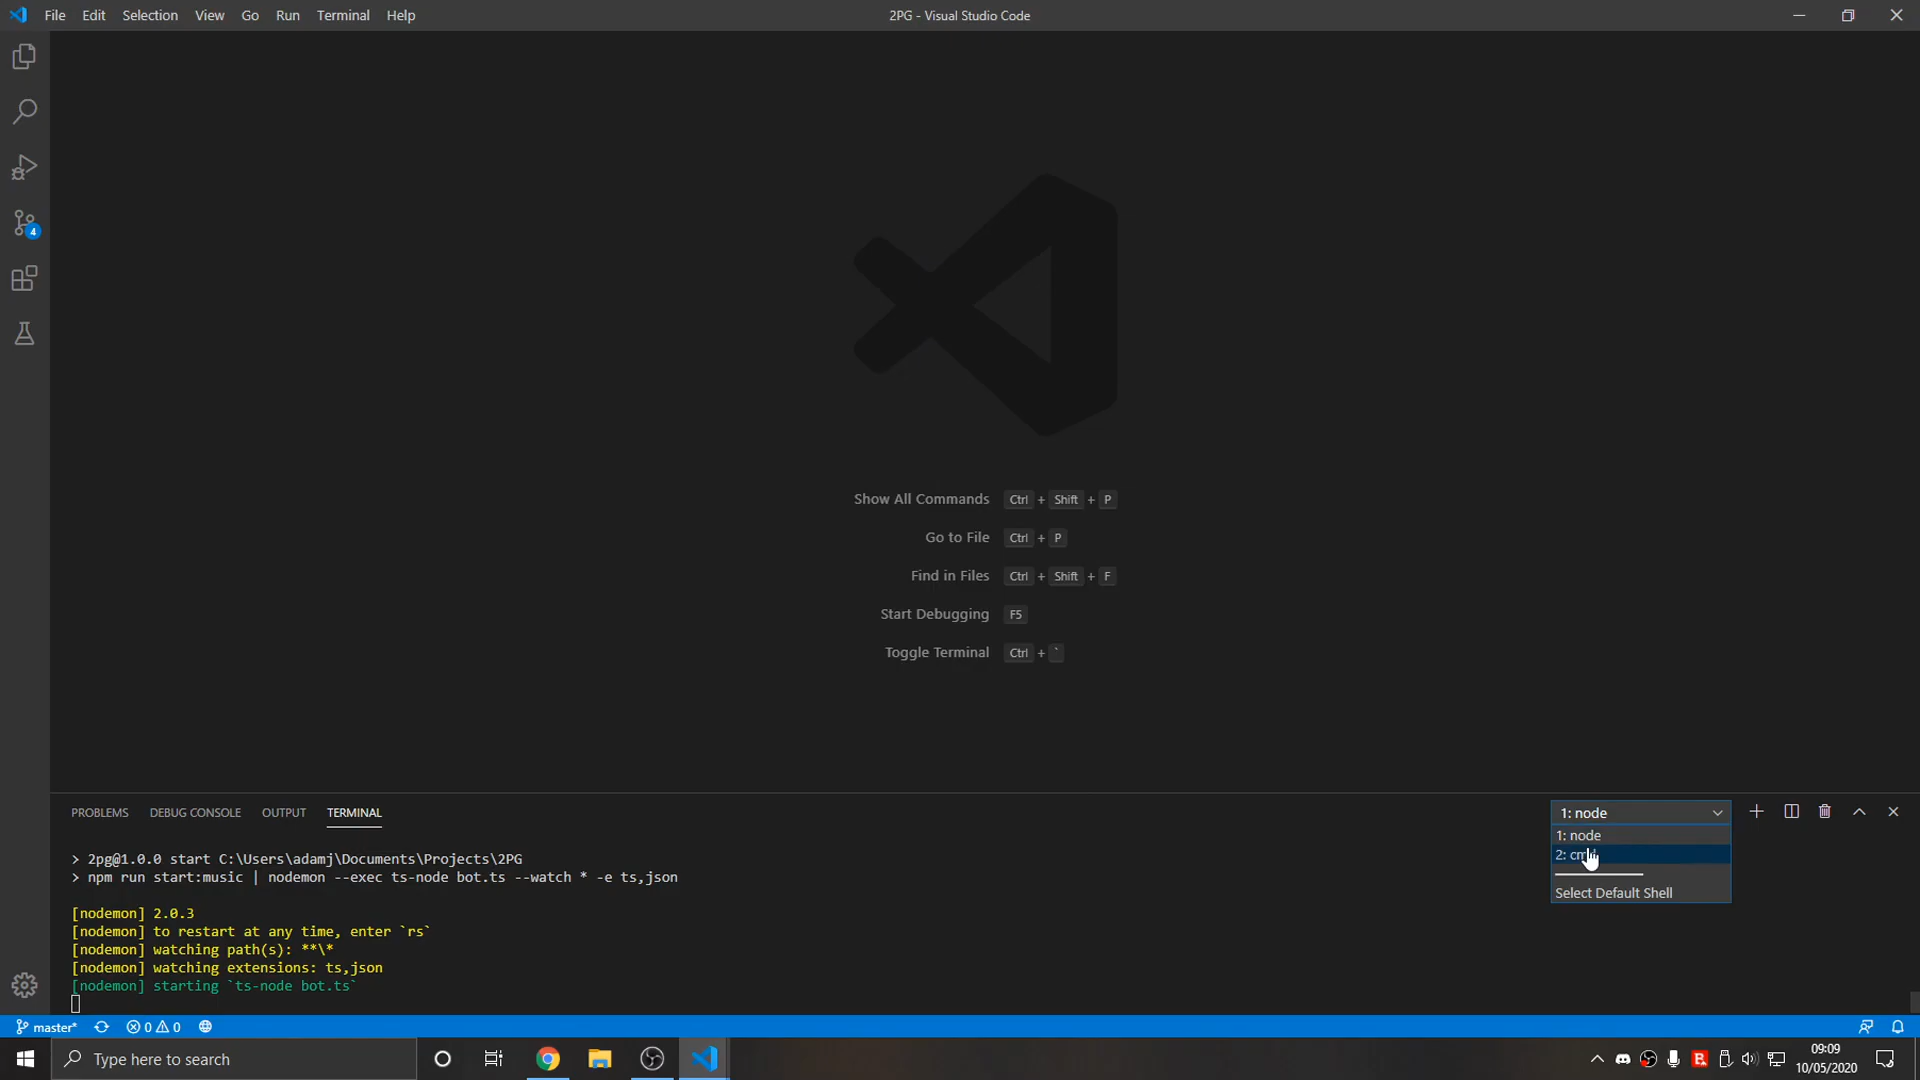 File Edit Selection View Go Run Terminal Help
2PG - Visual Studio Code
4
Show All Commands Ctrl + Shift + P
Go to File Ctrl + P
Find in Files Ctrl + Shift + F
Start Debugging F5
Toggle Terminal Ctrl + `
PROBLEMS DEBUG CONSOLE OUTPUT TERMINAL
1: node
1: node
2: cmd
Select Default Shell
> 2pg@1.0.0 start C:\Users\adamj\Documents\Projects\2PG
> npm run start:music | nodemon --exec ts-node bot.ts --watch * -e ts,json
[nodemon] 2.0.3
[nodemon] to restart at any time, enter `rs`
[nodemon] watching path(s): **\*
[nodemon] watching extensions: ts,json
[nodemon] starting `ts-node bot.ts`
master* 0 0
Type here to search
B
09:09
10/05/2020